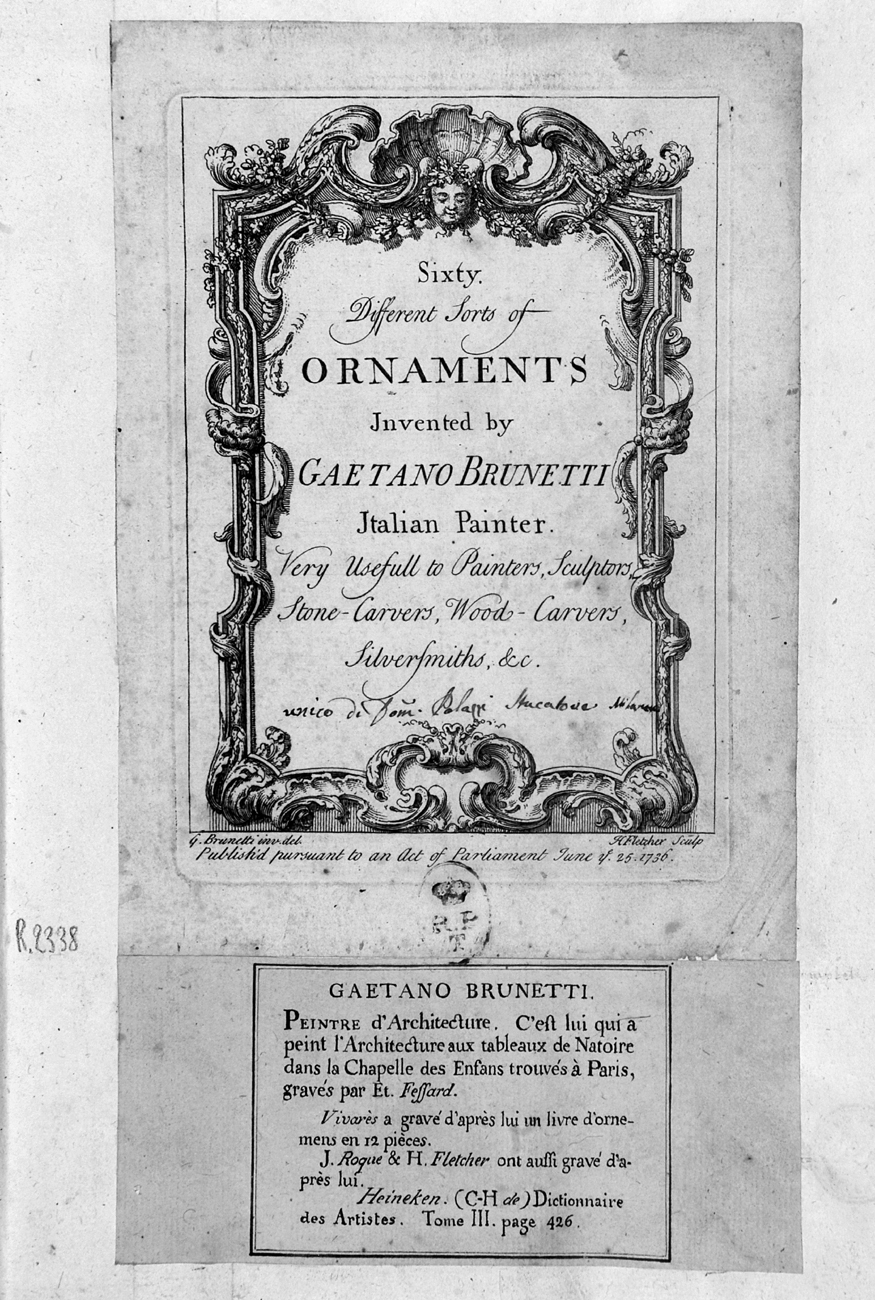 Sixty.
Different Sorts of
ORNAMENTS
Jnvented by
GAETANO BRUNETTI
Jtalian Painter.
Very Usefull to Painters, Sculptors,
Stone-Carvers, Wood-Carvers,
Silverſmiths, &c.
unico di Dom.
G. Brunetti inv. del.
H Fletcher Sculp
Publish'd pursuant to an Act of Parliament June ye. 25. 1736.
R.P
T.
R.2338
GAETANO BRUNETTI.
PEINTRE d'Architecture. C'eſt lui qui a
peint l'Architecture aux tableaux de Natoire
dans la Chapelle des Enfans trouvés à Paris,
gravés par Et. Feſſard.
Vivarès a gravé d'après lui un livre d'orne-
mens en 12 pièces.
J. Roque & H. Fletcher ont auſſi gravé d'a-
près lui.
Heineken. (C-H de) Dictionnaire
des Artistes. Tome III. page 426.